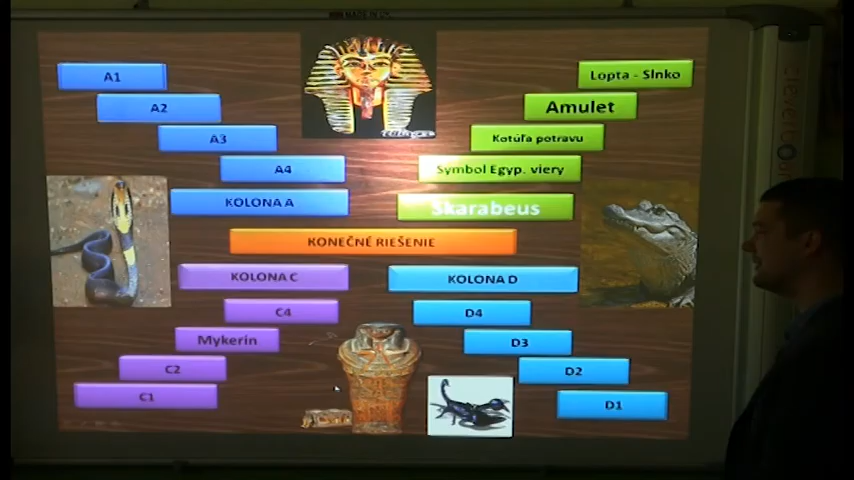 A1
Lopta - Slnko
A2
Amulet
A3
Kotúľa potravu
A4
Symbol Egyp. viery
KOLONA A
Skarabeus
KONEČNÉ RIEŠENIE
KOLONA C
KOLONA D
C4
D4
Mykerin
D3
C2
D2
C1
D1